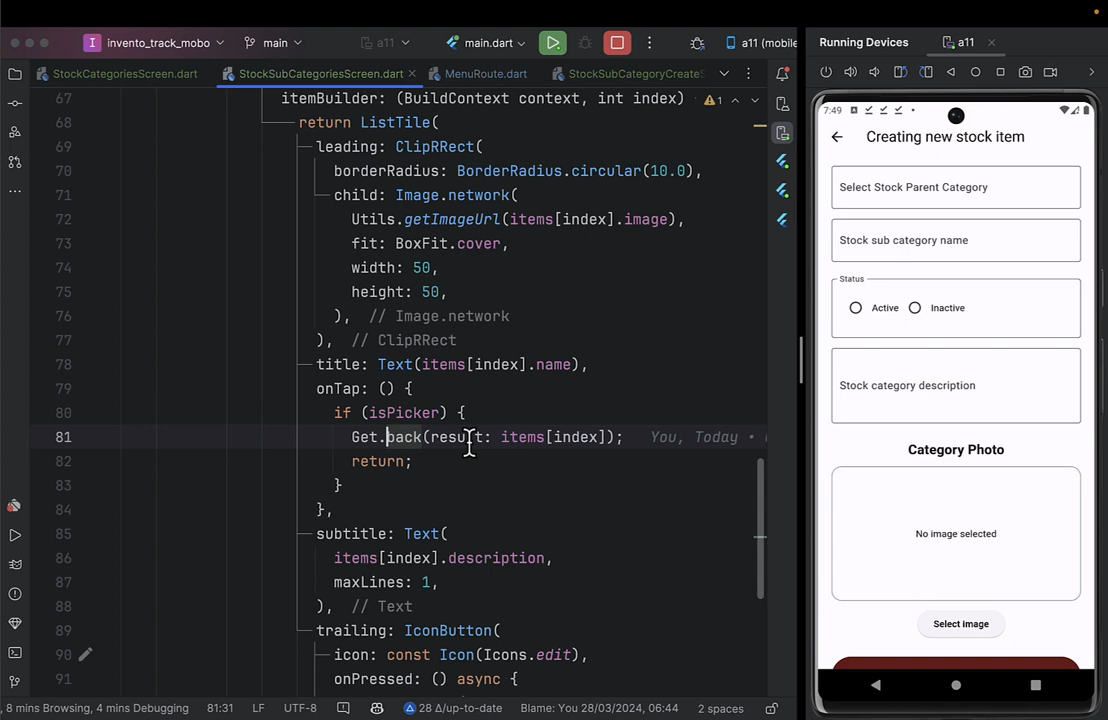 invento_track_mobo
main
a11
main.dart
a11 (mobile
Running Devices
a11
StockCategoriesScreen.dart
StockSubCategoriesScreen.dart
MenuRoute.dart
StockSubCategoryCreateS
67 itemBuilder: (BuildContext context, int index)
1
68 return ListTile(
69 leading: ClipRRect(
70 borderRadius: BorderRadius.circular(10.0),
71 child: Image.network(
72 Utils.getImageUrl(items[index].image),
73 fit: BoxFit.cover,
74 width: 50,
75 height: 50,
76 ), // Image.network
77 ), // ClipRRect
78 title: Text(items[index].name),
79 onTap: () {
80 if (isPicker) {
81 Get.back(result: items[index]); You, Today •
82 return;
83 }
84 },
85 subtitle: Text(
86 items[index].description,
87 maxLines: 1,
88 ), // Text
89 trailing: IconButton(
90 icon: const Icon(Icons.edit),
91 onPressed: () async {
, 8 mins Browsing, 4 mins Debugging
81:31
LF
UTF-8
28 Δ/up-to-date
Blame: You 28/03/2024, 06:44
2 spaces
7:49
Creating new stock item
Select Stock Parent Category
Stock sub category name
Status
Active
Inactive
Stock category description
Category Photo
No image selected
Select image